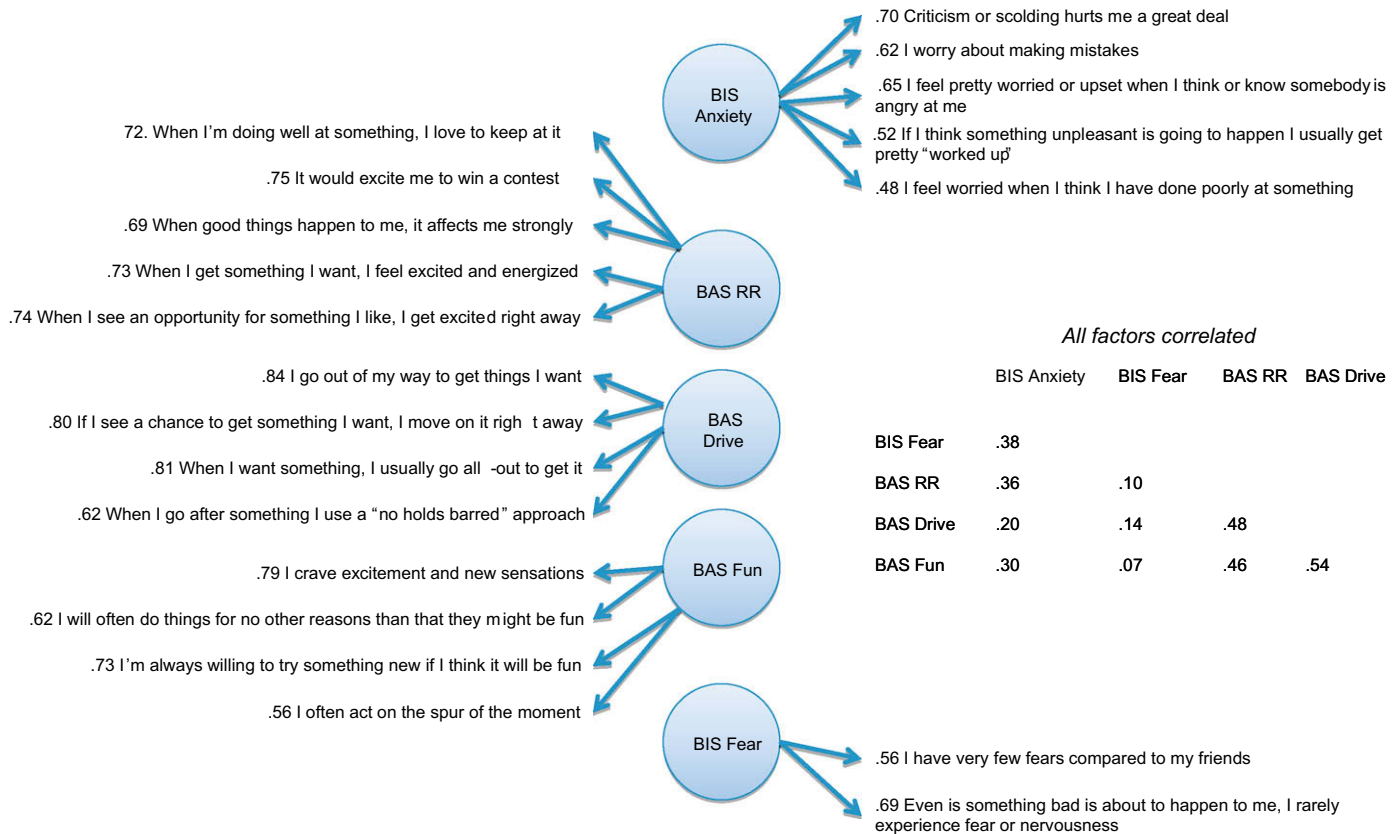 .70 Criticism or scolding hurts me a great deal
.62 I worry about making mistakes
.65 I feel pretty worried or upset when I think or know somebody is
angry at me
.52 If I think something unpleasant is going to happen I usually get
pretty “worked up”
.48 I feel worried when I think I have done poorly at something
BIS
Anxiety
72. When I’m doing well at something, I love to keep at it
.75 It would excite me to win a contest
.69 When good things happen to me, it affects me strongly
.73 When I get something I want, I feel excited and energized
.74 When I see an opportunity for something I like, I get excited right away
BAS RR
.84 I go out of my way to get things I want
.80 If I see a chance to get something I want, I move on it righ t away
.81 When I want something, I usually go all -out to get it
.62 When I go after something I use a “no holds barred” approach
BAS
Drive
.79 I crave excitement and new sensations
.62 I will often do things for no other reasons than that they might be fun
.73 I’m always willing to try something new if I think it will be fun
.56 I often act on the spur of the moment
BAS Fun
BIS Fear
.56 I have very few fears compared to my friends
.69 Even is something bad is about to happen to me, I rarely
experience fear or nervousness
All factors correlated
BIS Anxiety BIS Fear BAS RR BAS Drive
BIS Fear .38
BAS RR .36 .10
BAS Drive .20 .14 .48
BAS Fun .30 .07 .46 .54